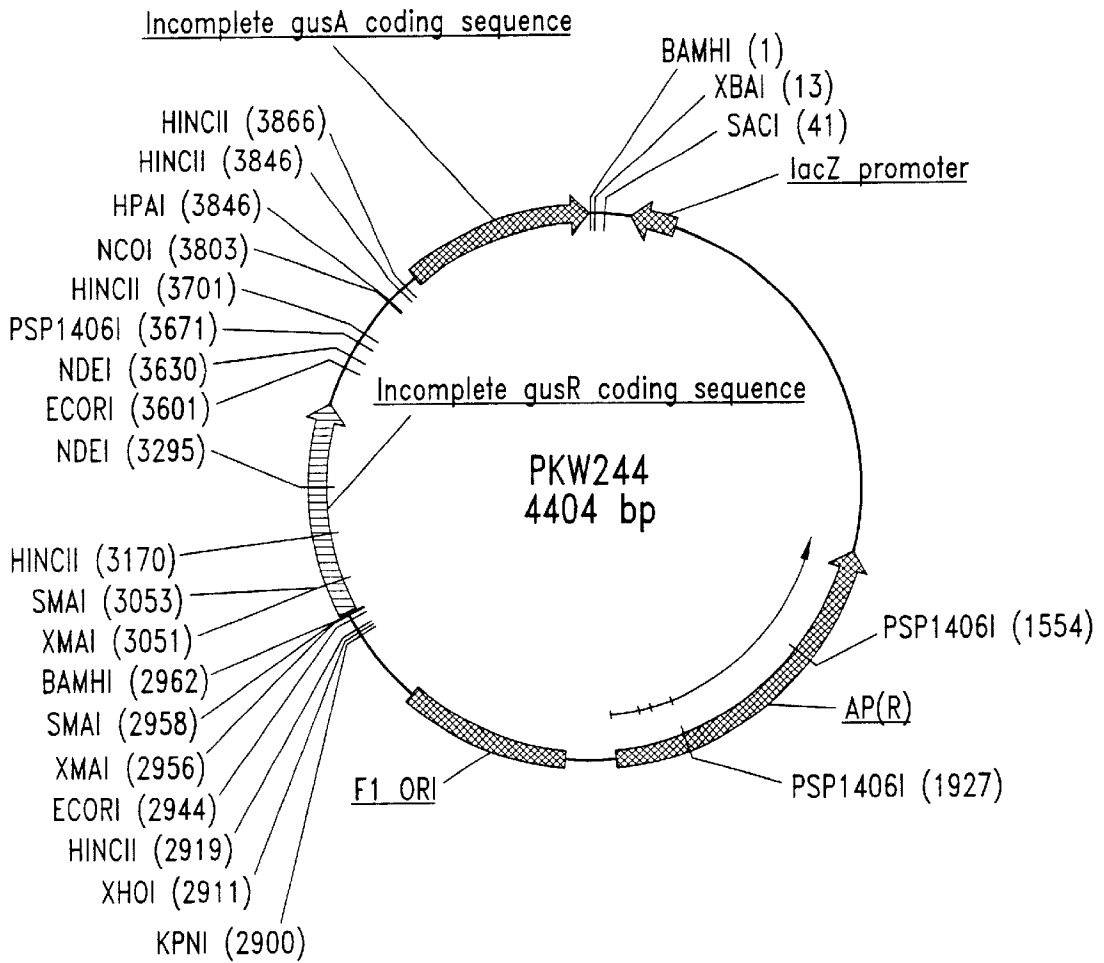 Incomplete gusA coding sequence
BAMHI (1)
XBAI (13)
SACI (41)
lacZ promoter
HINCII (3866)
HINCII (3846)
HPAI (3846)
NCOI (3803)
HINCII (3701)
PSP1406I (3671)
NDEI (3630)
ECORI (3601)
NDEI (3295)
Incomplete gusR coding sequence
PKW244
4404 bp
HINCII (3170)
SMAI (3053)
XMAI (3051)
BAMHI (2962)
SMAI (2958)
XMAI (2956)
ECORI (2944)
HINCII (2919)
XHOI (2911)
KPNI (2900)
F1 ORI
PSP1406I (1554)
AP(R)
PSP1406I (1927)